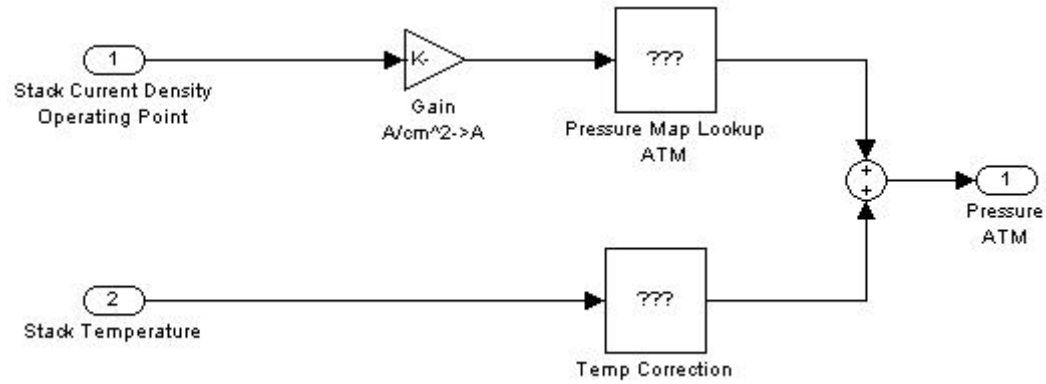 1
Stack Current Density
Operating Point
K-
Gain
A/cm^2->A
???
Pressure Map Lookup
ATM
+
+
1
Pressure
ATM
2
Stack Temperature
???
Temp Correction